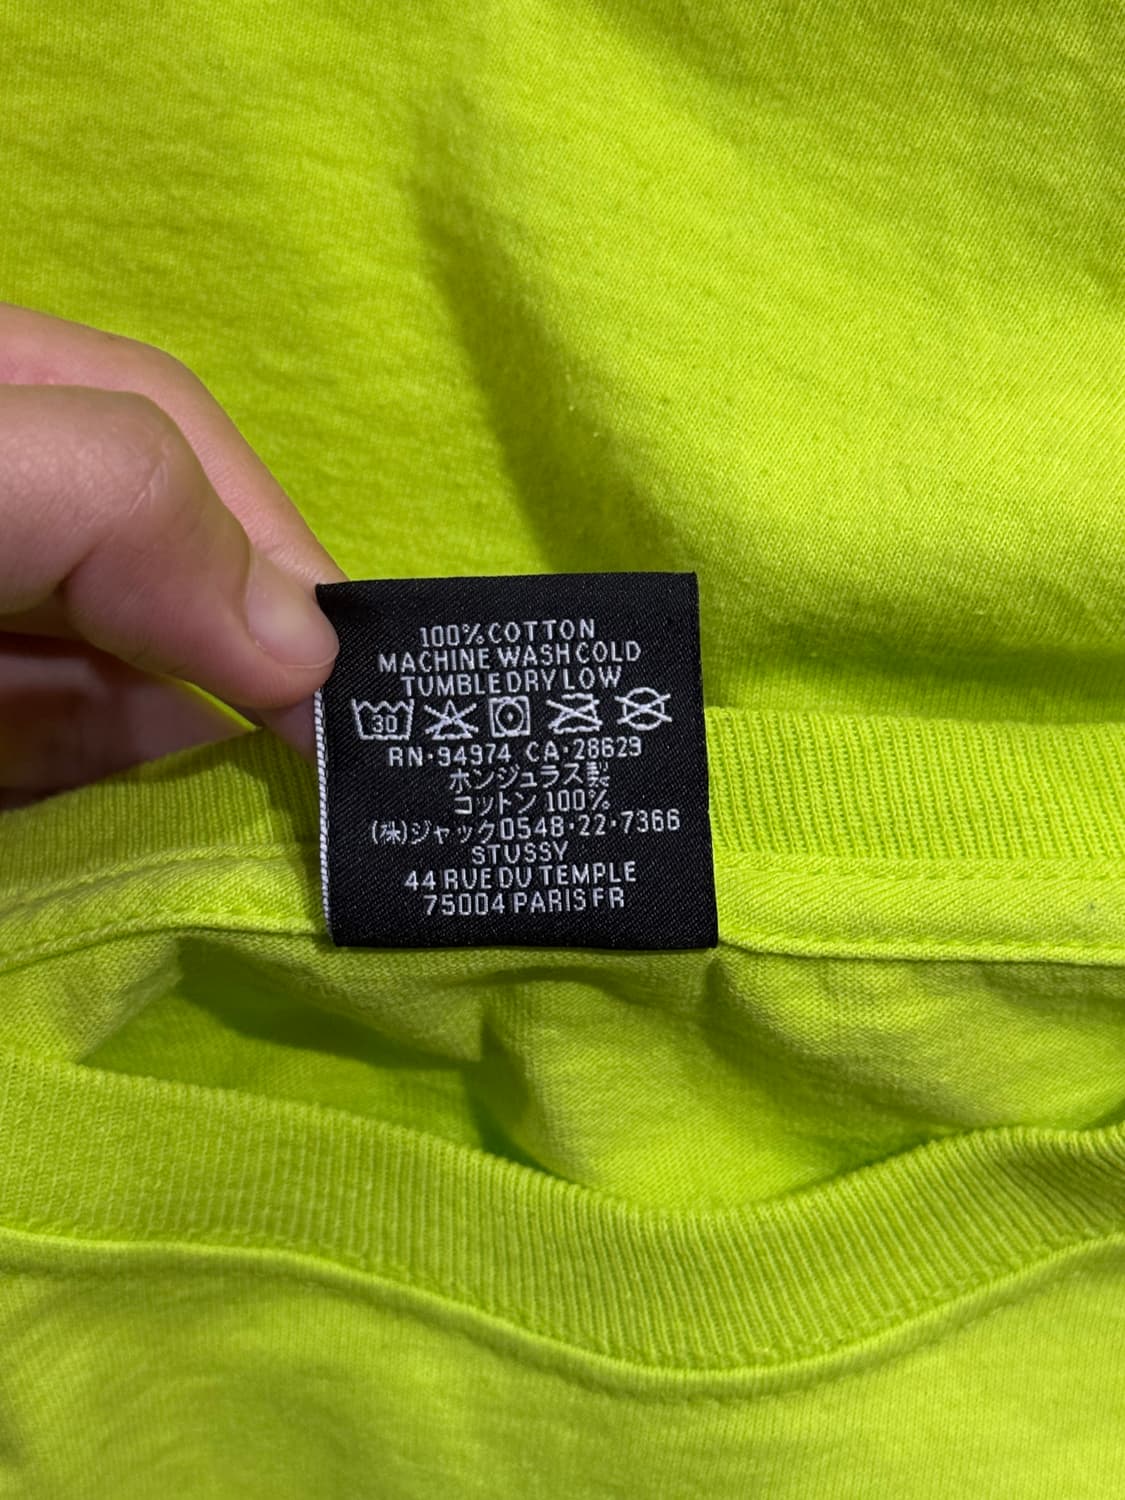 100% COTTON
MACHINE WASH COLD
TUMBLE DRY LOW
30
RN·94974 CA·28629
ホンジュラス製
コットン 100%
(株)ジャック0548·22·7366
STUSSY
44 RUE DU TEMPLE
75004 PARIS FR